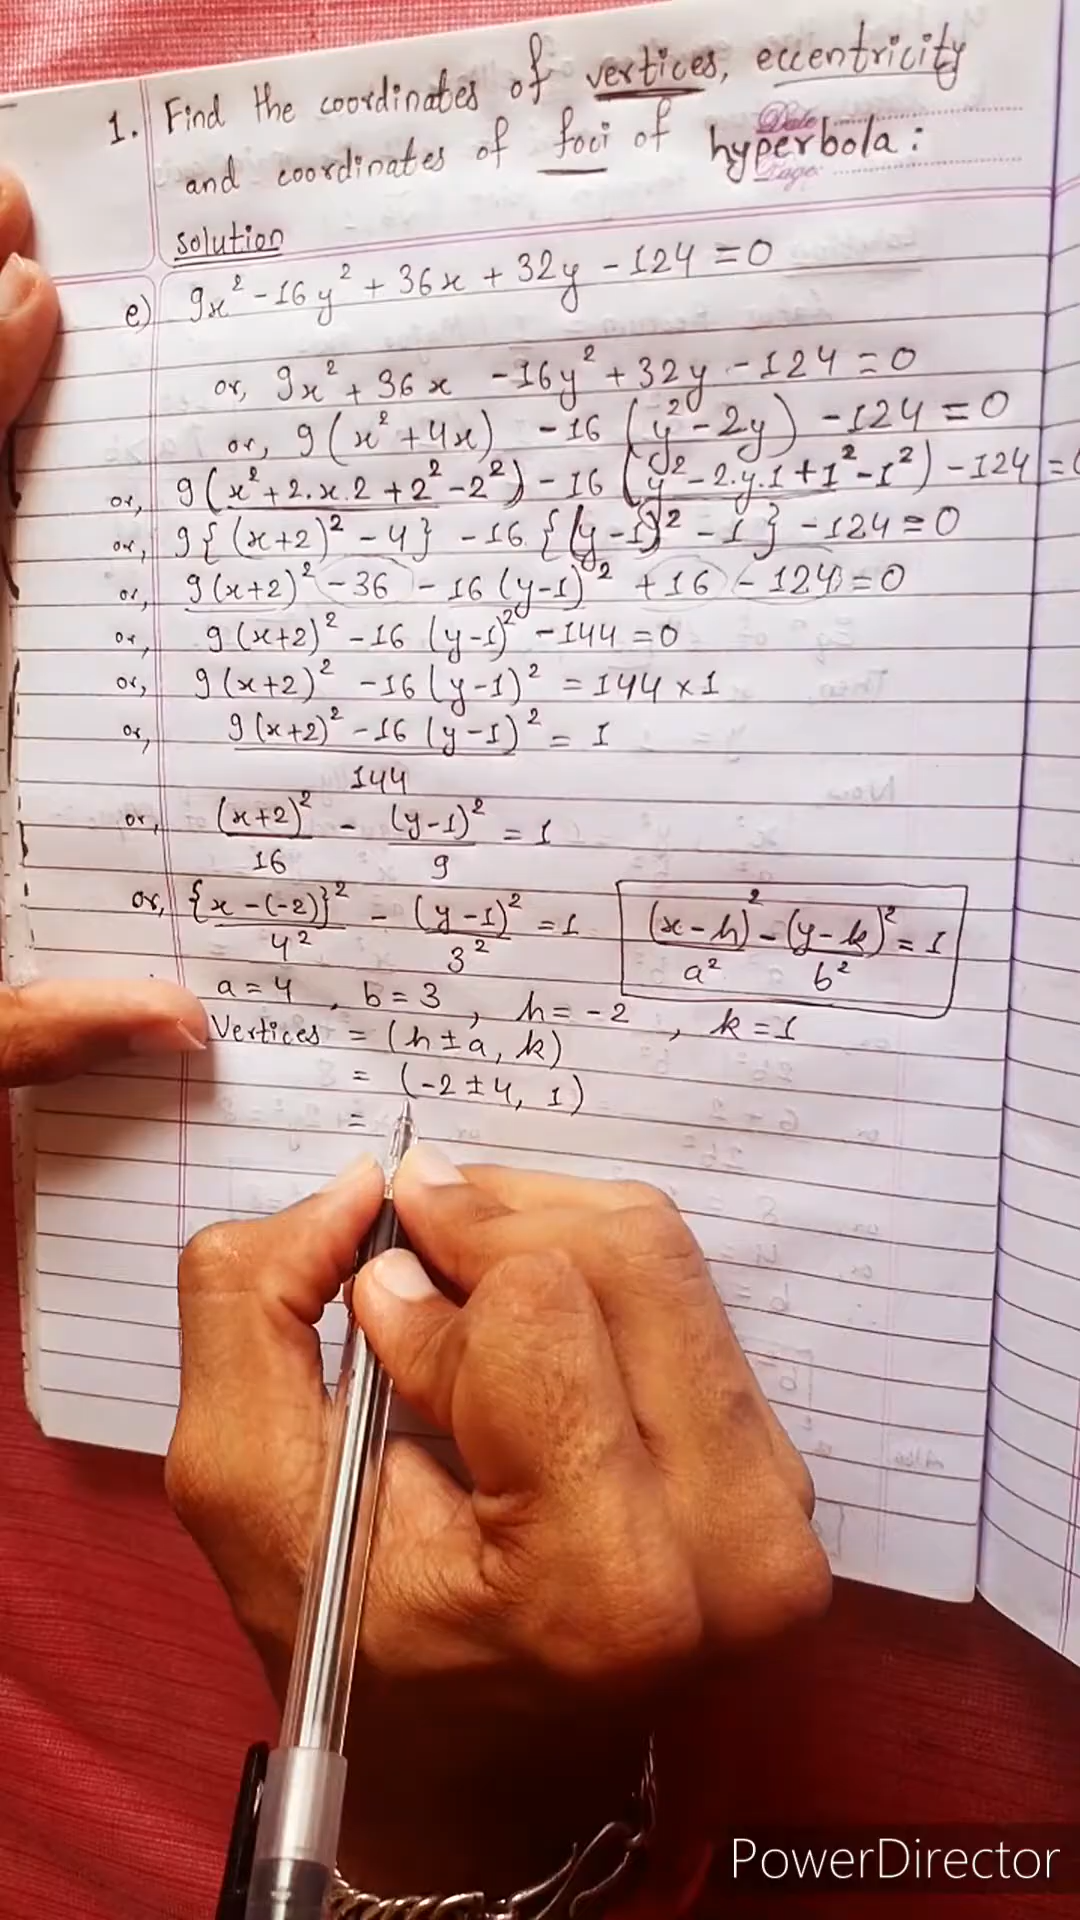 1. Find the coordinates of vertices, eccentricity
and coordinates of foci of hyperbola:
Date
Page
solution
e) 9x² - 16y² + 36x + 32y - 124 = 0
or, 9x² + 36x - 16y² + 32y - 124 = 0
or, 9(x² + 4x) - 16(y² - 2y) - 124 = 0
or, 9(x² + 2.x.2 + 2² - 2²) - 16(y² - 2.y.1 + 1² - 1²) - 124 = 0
or, 9{(x+2)² - 4} - 16{(y-1)² - 1} - 124 = 0
or, 9(x+2)² - 36 - 16(y-1)² + 16 - 124 = 0
or, 9(x+2)² - 16(y-1)² - 144 = 0
or, 9(x+2)² - 16(y-1)² = 144 x 1
or, 9(x+2)² - 16(y-1)² = 1
144
or, (x+2)² - (y-1)² = 1
16 9
or, {x-(-2)}² - (y-1)² = 1
4² 3²
(x-h)² - (y-k)² = 1
a² b²
a = 4, b = 3, h = -2, k = 1
Vertices = (h ± a, k)
= (-2 ± 4, 1)
=
PowerDirector